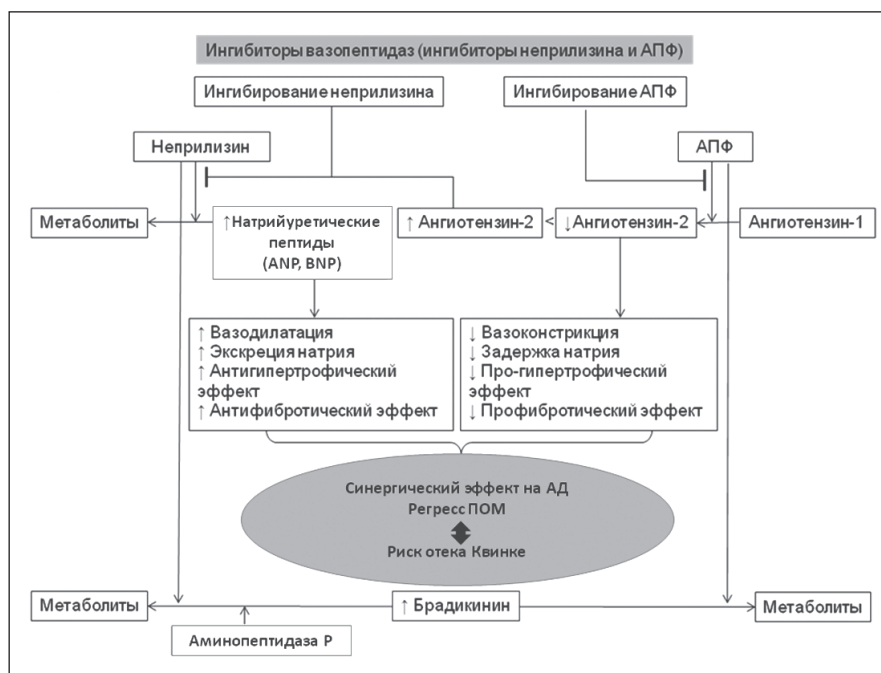 Ингибиторы вазопептидаз (ингибиторы неприлизина и АПФ)
Ингибирование неприлизина
Ингибирование АПФ
Неприлизин
АПФ
Метаболиты
↑Натрийуретические
пептиды
(ANP, BNP)
↑ Ангиотензин-2
<
↓Ангиотензин-2
Ангиотензин-1
↑ Вазодилатация
↑ Экскреция натрия
↑ Антигипертрофический
эффект
↑ Антифибротический эффект
↓ Вазоконстрикция
↓ Задержка натрия
↓ Про-гипертрофический
эффект
↓ Профибротический эффект
Синергический эффект на АД
Регресс ПОМ
Риск отека Квинке
Метаболиты
↑ Брадикинин
Метаболиты
Аминопептидаза Р